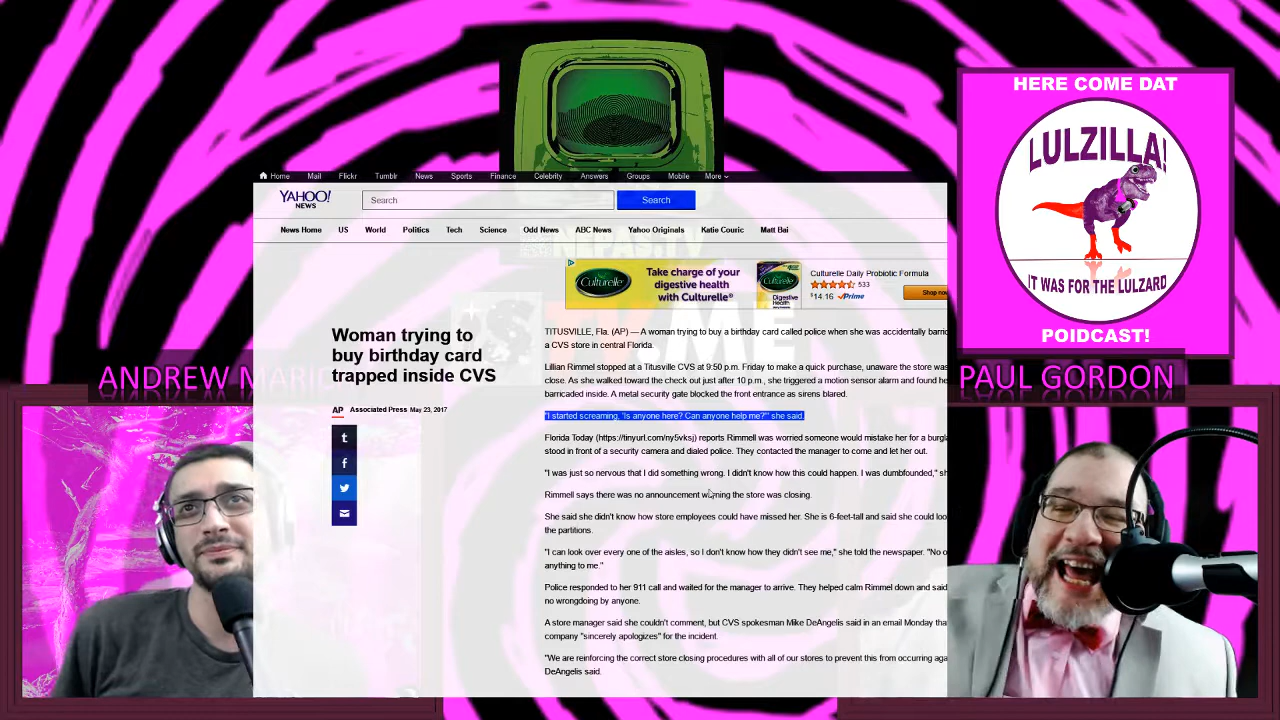 HERE COME DAT
LULZILLA!
IT WAS FOR THE LULZARD
POIDCAST!
ANDREW MARI
PAUL GORDON
Home Mail Flickr Tumblr News Sports Finance Celebrity Answers Groups Mobile More
YAHOO!
NEWS
Search Search
News Home US World Politics Tech Science Odd News ABC News Yahoo Originals Katie Couric Matt Bai
Culturelle
Take charge of your
digestive health
with Culturelle®
Culturelle
Digestive
Health
Culturelle Daily Probiotic Formula
533
$14.16 Prime
Shop now
.ME
Woman trying to
buy birthday card
trapped inside CVS
AP Associated Press May 23, 2017
TITUSVILLE, Fla. (AP) — A woman trying to buy a birthday card called police when she was accidentally barric
a CVS store in central Florida.
Lillian Rimmel stopped at a Titusville CVS at 9:50 p.m. Friday to make a quick purchase, unaware the store was
close. As she walked toward the check out just after 10 p.m., she triggered a motion sensor alarm and found he
barricaded inside. A metal security gate blocked the front entrance as sirens blared.
"I started screaming, 'Is anyone here? Can anyone help me?'" she said.
Florida Today (https://tinyurl.com/ny5vksj) reports Rimmell was worried someone would mistake her for a burgla
stood in front of a security camera and dialed police. They contacted the manager to come and let her out.
"I was just so nervous that I did something wrong. I didn't know how this could happen. I was dumbfounded," sh
Rimmell says there was no announcement warning the store was closing.
She said she didn't know how store employees could have missed her. She is 6-feet-tall and said she could loo
the partitions.
"I can look over every one of the aisles, so I don't know how they didn't see me," she told the newspaper. "No o
anything to me."
Police responded to her 911 call and waited for the manager to arrive. They helped calm Rimmel down and said
no wrongdoing by anyone.
A store manager said she couldn't comment, but CVS spokesman Mike DeAngelis said in an email Monday tha
company "sincerely apologizes" for the incident.
"We are reinforcing the correct store closing procedures with all of our stores to prevent this from occurring aga
DeAngelis said.